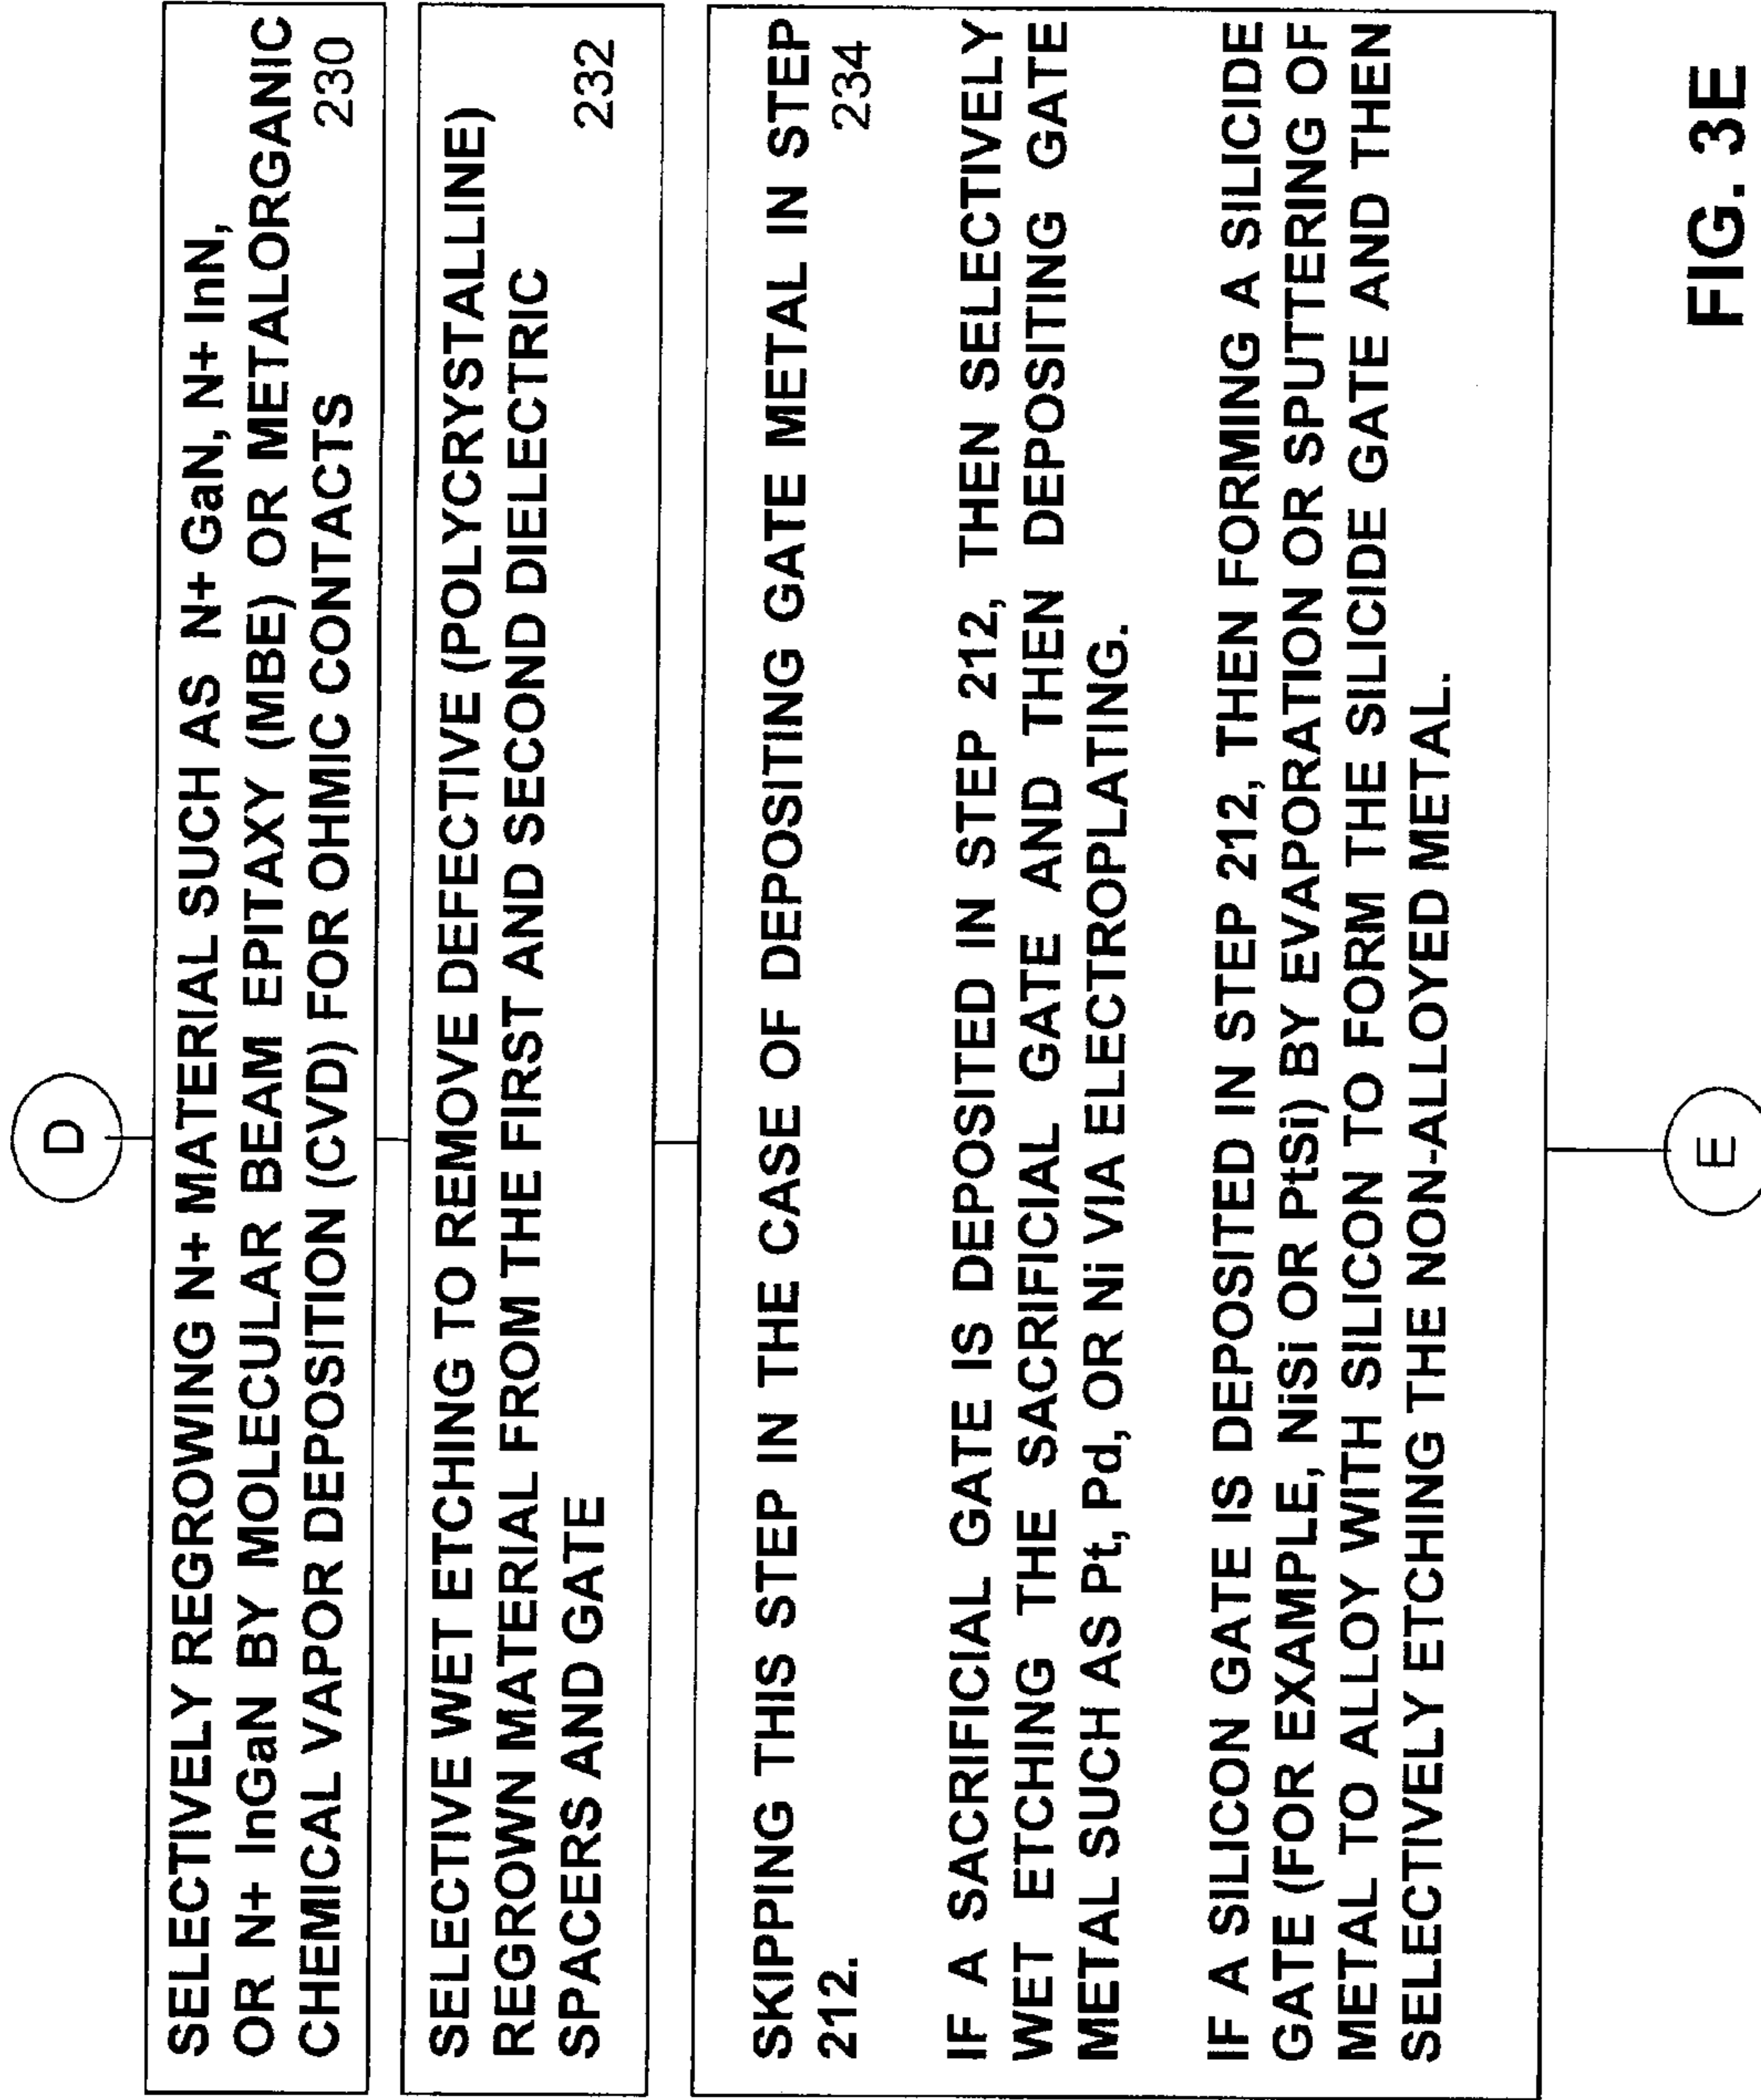 D
SELECTIVELY REGROWING N+ MATERIAL SUCH AS N+ GaN, N+ InN,
OR N+ InGaN BY MOLECULAR BEAM EPITAXY (MBE) OR METALORGANIC
CHEMICAL VAPOR DEPOSITION (CVD) FOR OHMIC CONTACTS 230
SELECTIVE WET ETCHING TO REMOVE DEFECTIVE (POLYCRYSTALLINE)
REGROWN MATERIAL FROM THE FIRST AND SECOND DIELECTRIC
SPACERS AND GATE 232
SKIPPING THIS STEP IN THE CASE OF DEPOSITING GATE METAL IN STEP
212. 234
IF A SACRIFICIAL GATE IS DEPOSITED IN STEP 212, THEN SELECTIVELY
WET ETCHING THE SACRIFICIAL GATE AND THEN DEPOSITING GATE
METAL SUCH AS Pt, Pd, OR Ni VIA ELECTROPLATING.
IF A SILICON GATE IS DEPOSITED IN STEP 212, THEN FORMING A SILICIDE
GATE (FOR EXAMPLE, NiSi OR PtSi) BY EVAPORATION OR SPUTTERING OF
METAL TO ALLOY WITH SILICON TO FORM THE SILICIDE GATE AND THEN
SELECTIVELY ETCHING THE NON-ALLOYED METAL.
E
FIG. 3E